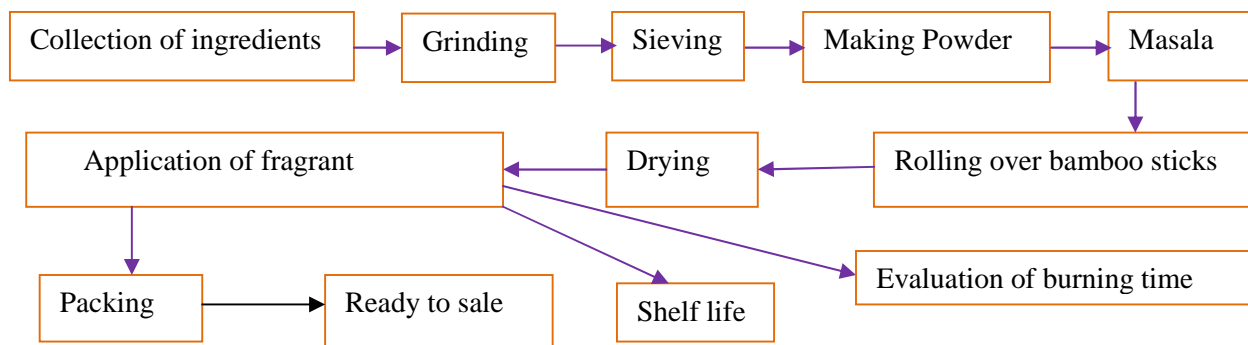 Collection of ingredients
Grinding
Sieving
Making Powder
Masala
Rolling over bamboo sticks
Drying
Application of fragrant
Packing
Ready to sale
Shelf life
Evaluation of burning time